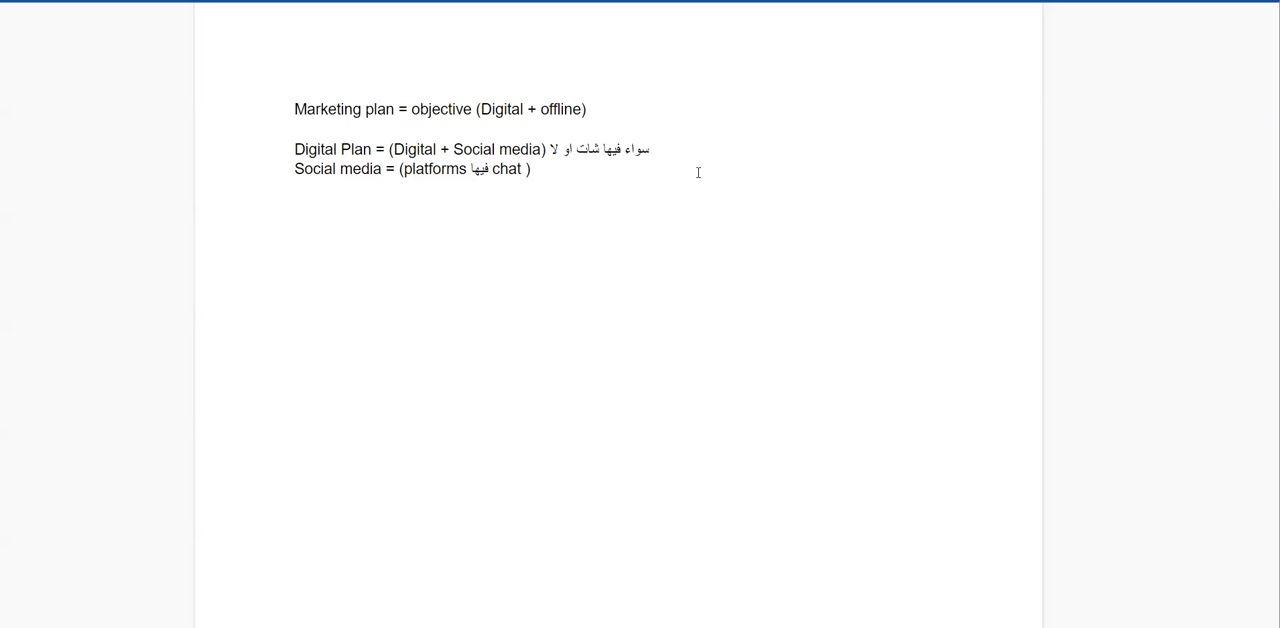 Marketing plan = objective (Digital + offline)
Digital Plan = (Digital + Social media) سواء فيها شات او لا
Social media = (platforms فيها chat )